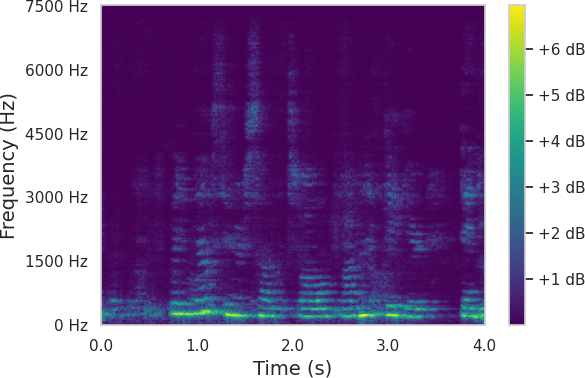 7500 Hz
6000 Hz
4500 Hz
3000 Hz
1500 Hz
0 Hz
Frequency (Hz)
0.0 1.0 2.0 3.0 4.0
Time (s)
+6 dB
+5 dB
+4 dB
+3 dB
+2 dB
+1 dB